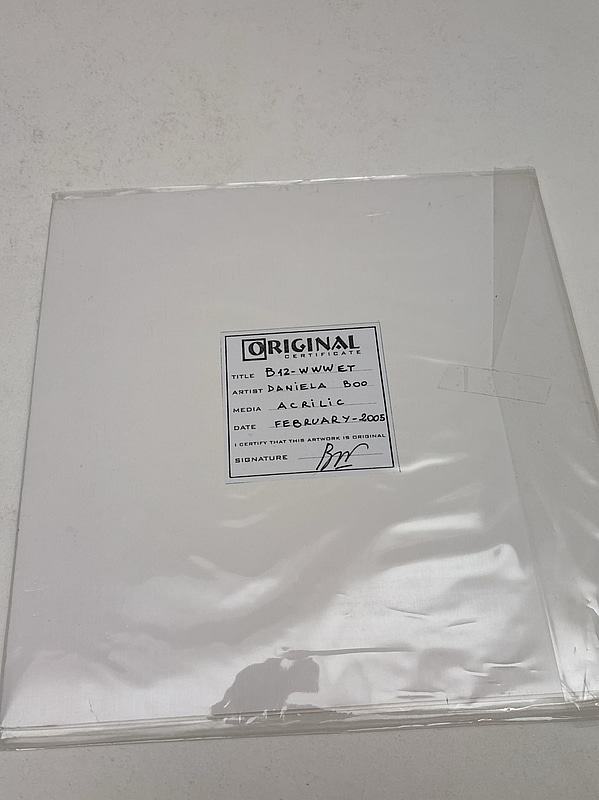 ORIGINAL
CERTIFICATE
TITLE B12-WWWET
ARTIST DANiELA BOO
MEDIA ACRiLiC
DATE FEBRUARY-2005
I CERTIFY THAT THIS ARTWORK IS ORIGINAL
SIGNATURE